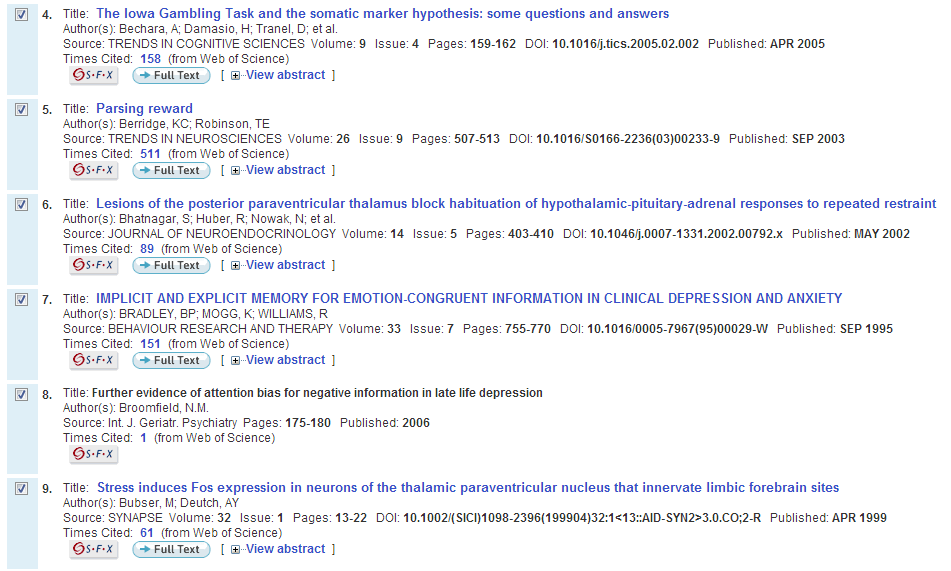 4. Title: The Iowa Gambling Task and the somatic marker hypothesis: some questions and answers
Author(s): Bechara, A; Damasio, H; Tranel, D; et al.
Source: TRENDS IN COGNITIVE SCIENCES Volume: 9 Issue: 4 Pages: 159-162 DOI: 10.1016/j.tics.2005.02.002 Published: APR 2005
Times Cited: 158 (from Web of Science)
S·F·X Full Text [ View abstract ]
5. Title: Parsing reward
Author(s): Berridge, KC; Robinson, TE
Source: TRENDS IN NEUROSCIENCES Volume: 26 Issue: 9 Pages: 507-513 DOI: 10.1016/S0166-2236(03)00233-9 Published: SEP 2003
Times Cited: 511 (from Web of Science)
S·F·X Full Text [ View abstract ]
6. Title: Lesions of the posterior paraventricular thalamus block habituation of hypothalamic-pituitary-adrenal responses to repeated restraint
Author(s): Bhatnagar, S; Huber, R; Nowak, N; et al.
Source: JOURNAL OF NEUROENDOCRINOLOGY Volume: 14 Issue: 5 Pages: 403-410 DOI: 10.1046/j.0007-1331.2002.00792.x Published: MAY 2002
Times Cited: 89 (from Web of Science)
S·F·X Full Text [ View abstract ]
7. Title: IMPLICIT AND EXPLICIT MEMORY FOR EMOTION-CONGRUENT INFORMATION IN CLINICAL DEPRESSION AND ANXIETY
Author(s): BRADLEY, BP; MOGG, K; WILLIAMS, R
Source: BEHAVIOUR RESEARCH AND THERAPY Volume: 33 Issue: 7 Pages: 755-770 DOI: 10.1016/0005-7967(95)00029-W Published: SEP 1995
Times Cited: 151 (from Web of Science)
S·F·X Full Text [ View abstract ]
8. Title: Further evidence of attention bias for negative information in late life depression
Author(s): Broomfield, N.M.
Source: Int. J. Geriatr. Psychiatry Pages: 175-180 Published: 2006
Times Cited: 1 (from Web of Science)
S·F·X
9. Title: Stress induces Fos expression in neurons of the thalamic paraventricular nucleus that innervate limbic forebrain sites
Author(s): Bubser, M; Deutch, AY
Source: SYNAPSE Volume: 32 Issue: 1 Pages: 13-22 DOI: 10.1002/(SICI)1098-2396(199904)32:1<13::AID-SYN2>3.0.CO;2-R Published: APR 1999
Times Cited: 61 (from Web of Science)
S·F·X Full Text [ View abstract ]